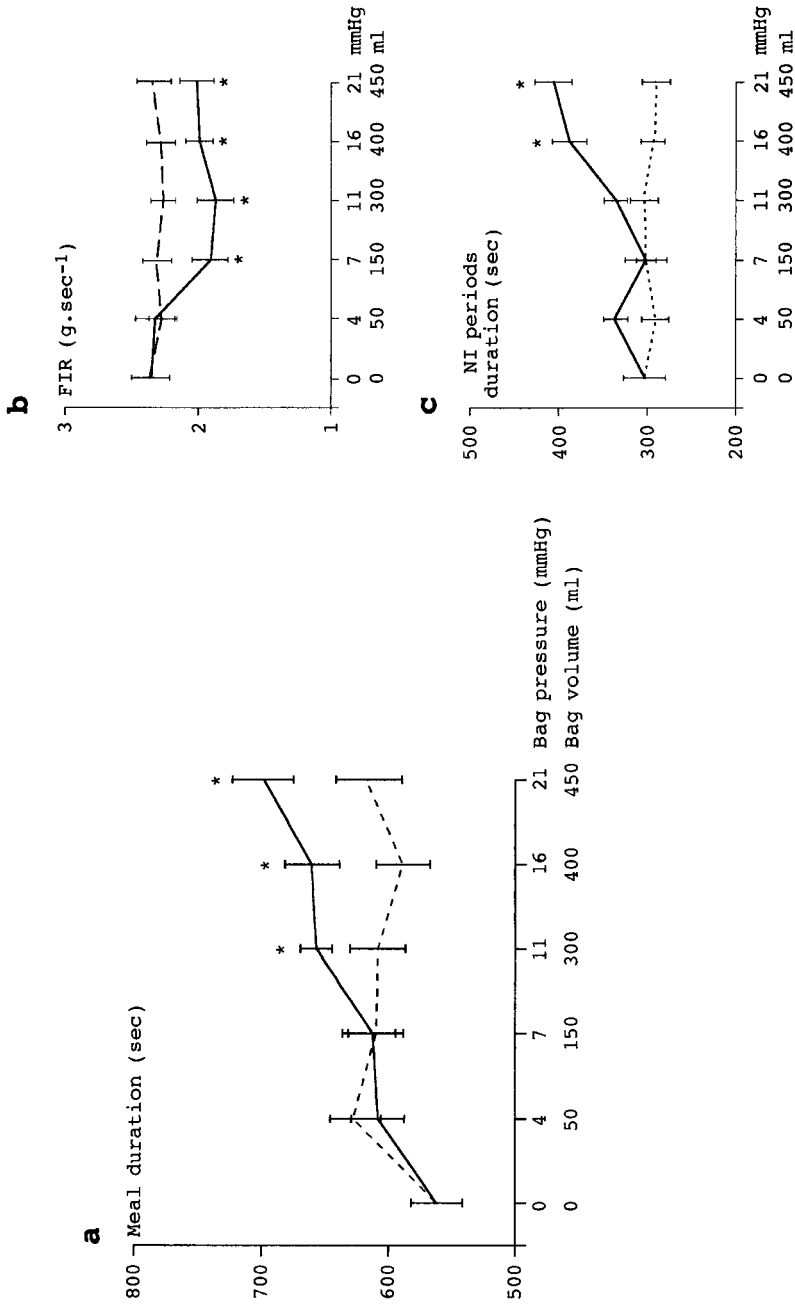 a
Meal duration (sec)
800
700
600
500
0 4 7 11 16 21 Bag pressure (mmHg)
0 50 150 300 400 450 Bag volume (ml)
*
*
*
b
FIR (g.sec⁻¹)
3
2
1
0 4 7 11 16 21 mmHg
0 50 150 300 400 450 ml
*
*
*
*
c
NI periods
duration (sec)
500
400
300
200
0 4 7 11 16 21 mmHg
0 50 150 300 400 450 ml
*
*